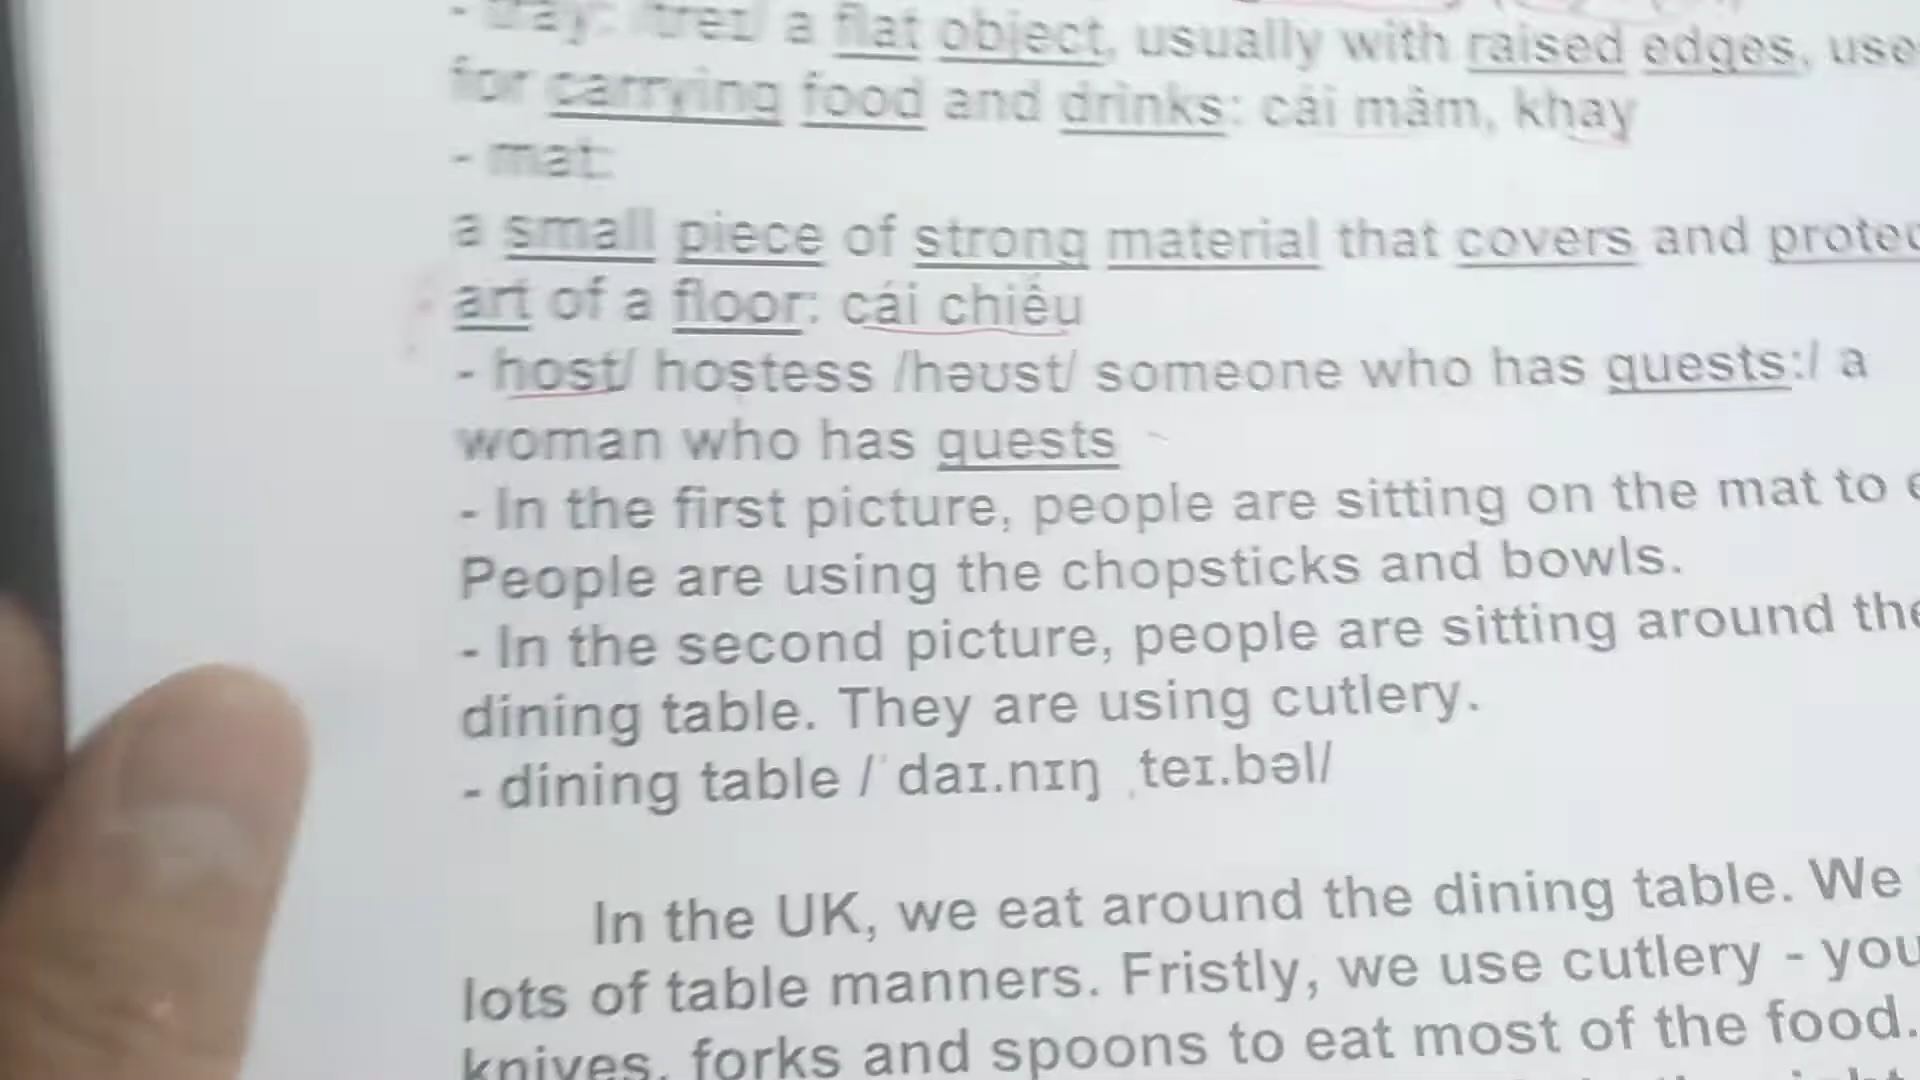 - tray: /treɪ/ a flat object, usually with raised edges, use
for carrying food and drinks: cái mâm, khay
- mat:
a small piece of strong material that covers and protec
art of a floor: cái chiếu
- host/ hostess /həʊst/ someone who has guests:/ a
woman who has guests
- In the first picture, people are sitting on the mat to e
People are using the chopsticks and bowls.
- In the second picture, people are sitting around the
dining table. They are using cutlery.
- dining table /ˈdaɪ.nɪŋ ˌteɪ.bəl/
In the UK, we eat around the dining table. We
lots of table manners. Fristly, we use cutlery - you
knives, forks and spoons to eat most of the food.